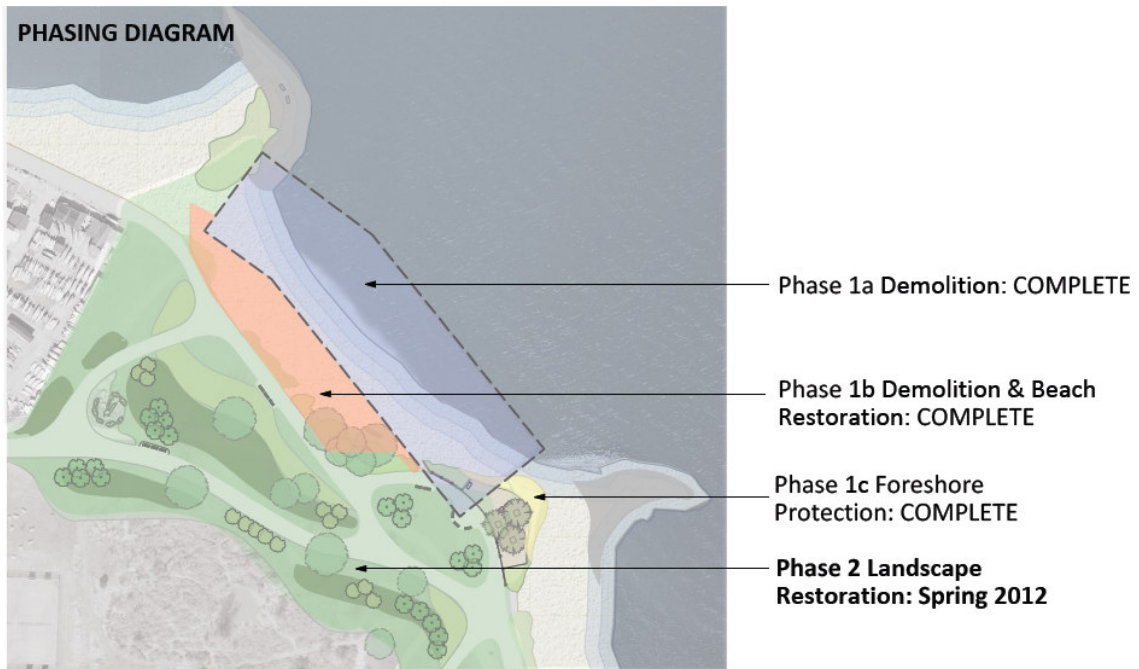 PHASING DIAGRAM
Phase 1a Demolition: COMPLETE
Phase 1b Demolition & Beach
Restoration: COMPLETE
Phase 1c Foreshore
Protection: COMPLETE
Phase 2 Landscape
Restoration: Spring 2012